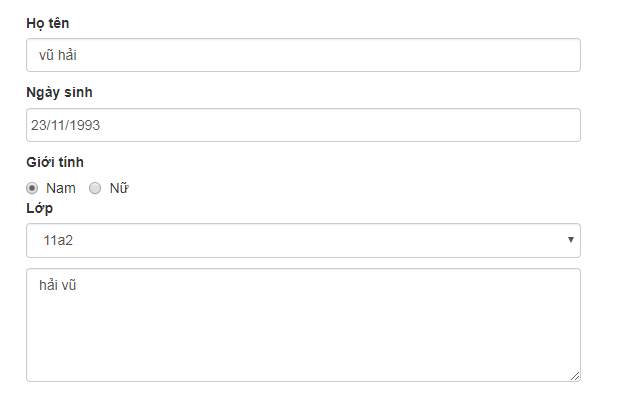 Họ tên
vũ hải
Ngày sinh
23/11/1993
Giới tính
Nam Nữ
Lớp
11a2
hải vũ